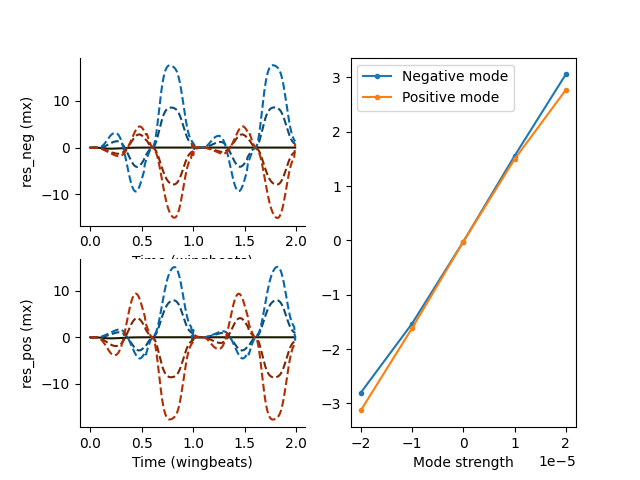 res_neg (mx)
10
0
−10
0.0 0.5 1.0 1.5 2.0
Time (wingbeats)
res_pos (mx)
10
0
−10
0.0 0.5 1.0 1.5 2.0
Time (wingbeats)
Negative mode
Positive mode
3
2
1
0
−1
−2
−3
−2 −1 0 1 2
1e−5
Mode strength